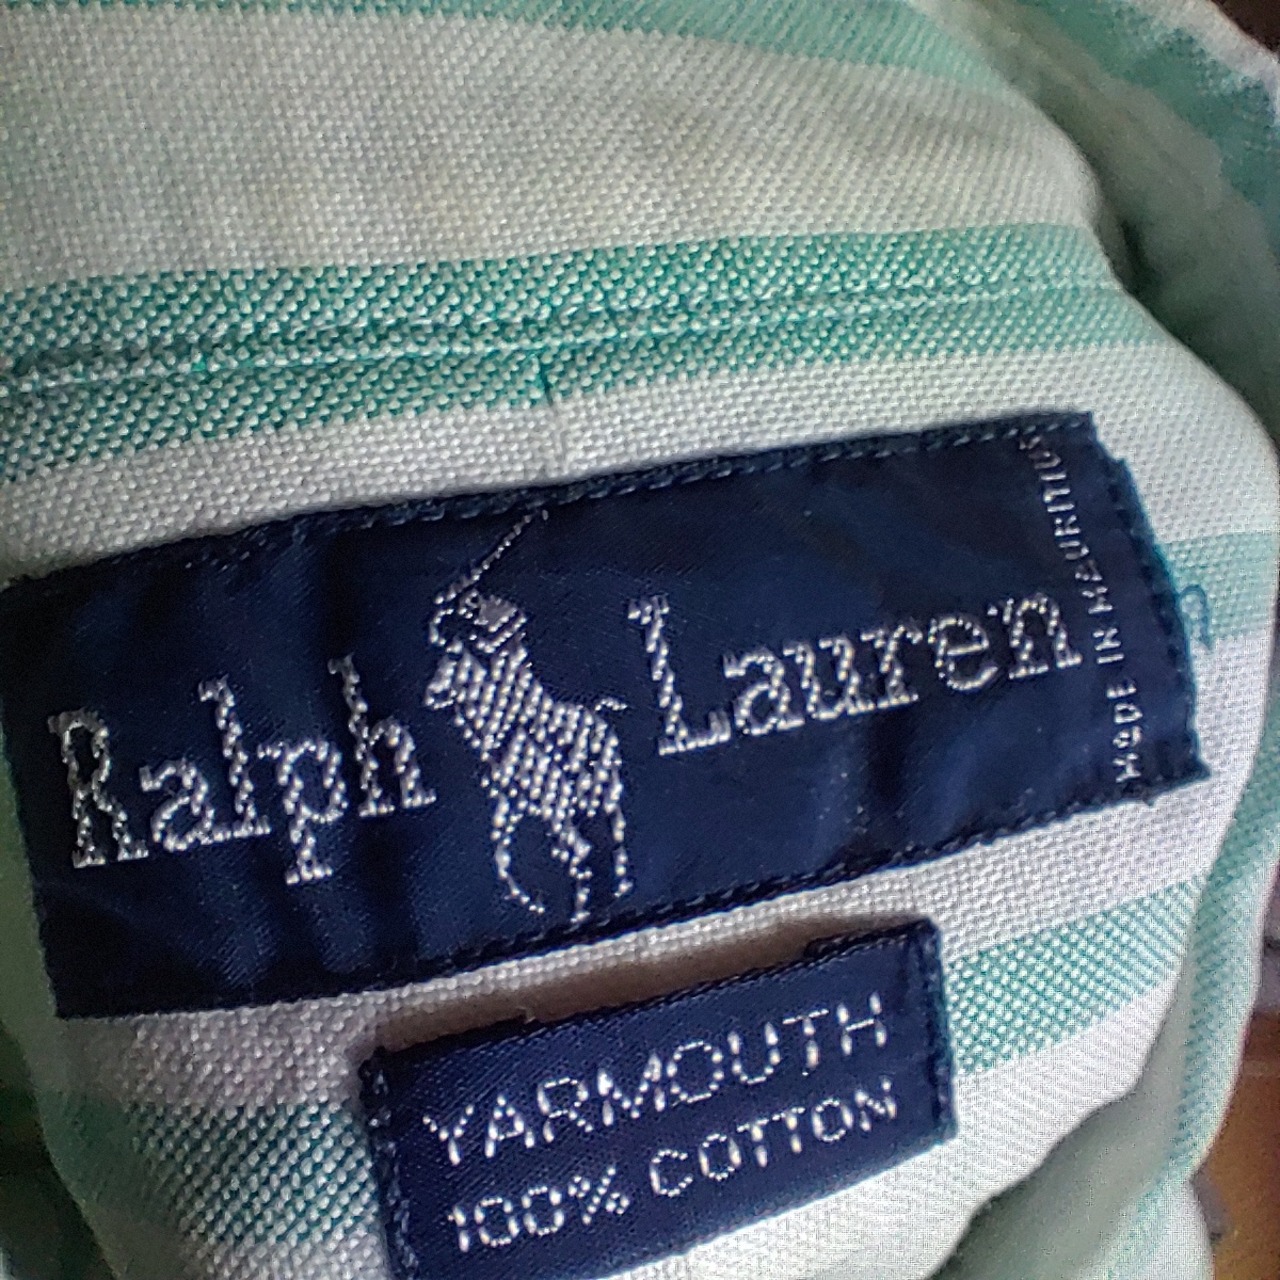 Ralph Lauren
MADE IN MAURITIUS
YARMOUTH
100% COTTON